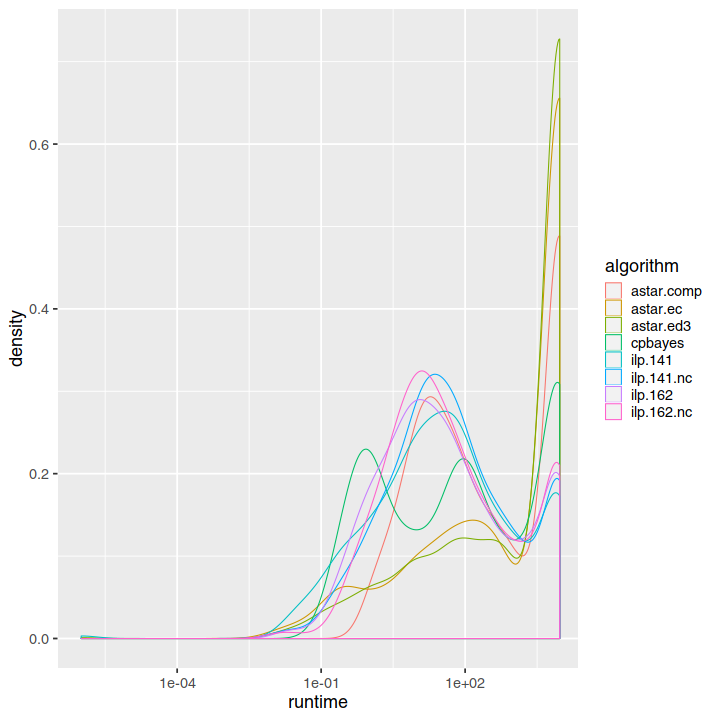 density
0.6
0.4
0.2
0.0
1e-04
1e-01
1e+02
runtime
algorithm
astar.comp
astar.ec
astar.ed3
cpbayes
ilp.141
ilp.141.nc
ilp.162
ilp.162.nc